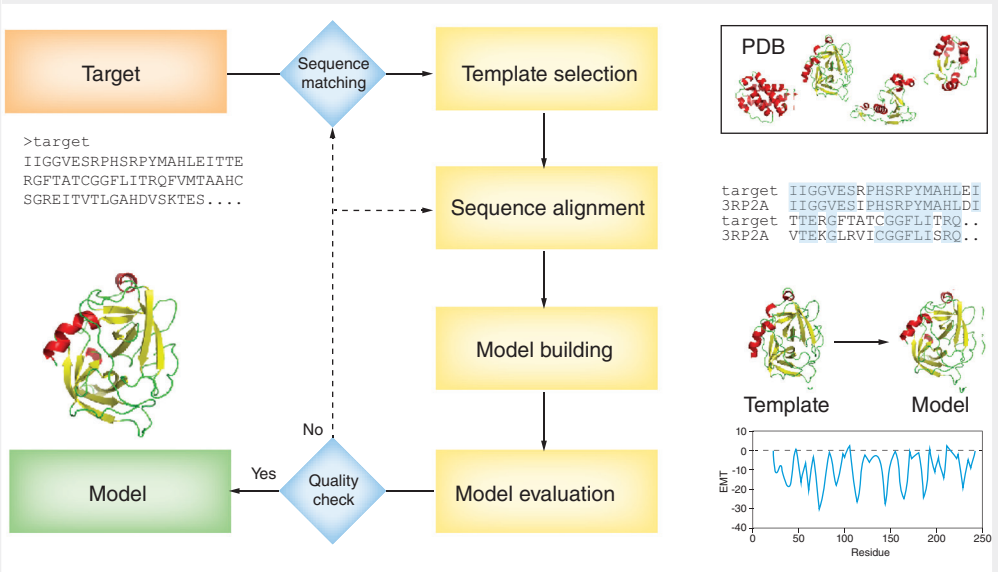 Target
Sequence
matching
Template selection
PDB
>target
IIGGVESRPHSRPYMAHLEITTE
RGFTATCGGFLITRQFVMTAAHC
SGREITVTLGAHDVSKTES....
Sequence alignment
target IIGGVESRPHSRPYMAHLEI
3RP2A IIGGVESIPHSRPYMAHLDI
target TTERGFTATCGGFLITRQ..
3RP2A VTEKGLRVICGGFLISRQ..
Model building
Template
Model
No
Yes
Quality
check
Model evaluation
Model
10
0
-10
-20
-30
-40
EMT
0
50
100
150
200
250
Residue